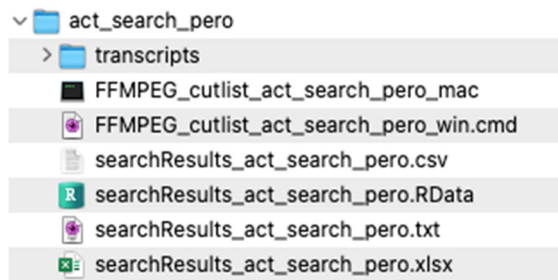 act_search_pero
transcripts
FFMPEG_cutlist_act_search_pero_mac
FFMPEG_cutlist_act_search_pero_win.cmd
searchResults_act_search_pero.csv
searchResults_act_search_pero.RData
searchResults_act_search_pero.txt
searchResults_act_search_pero.xlsx